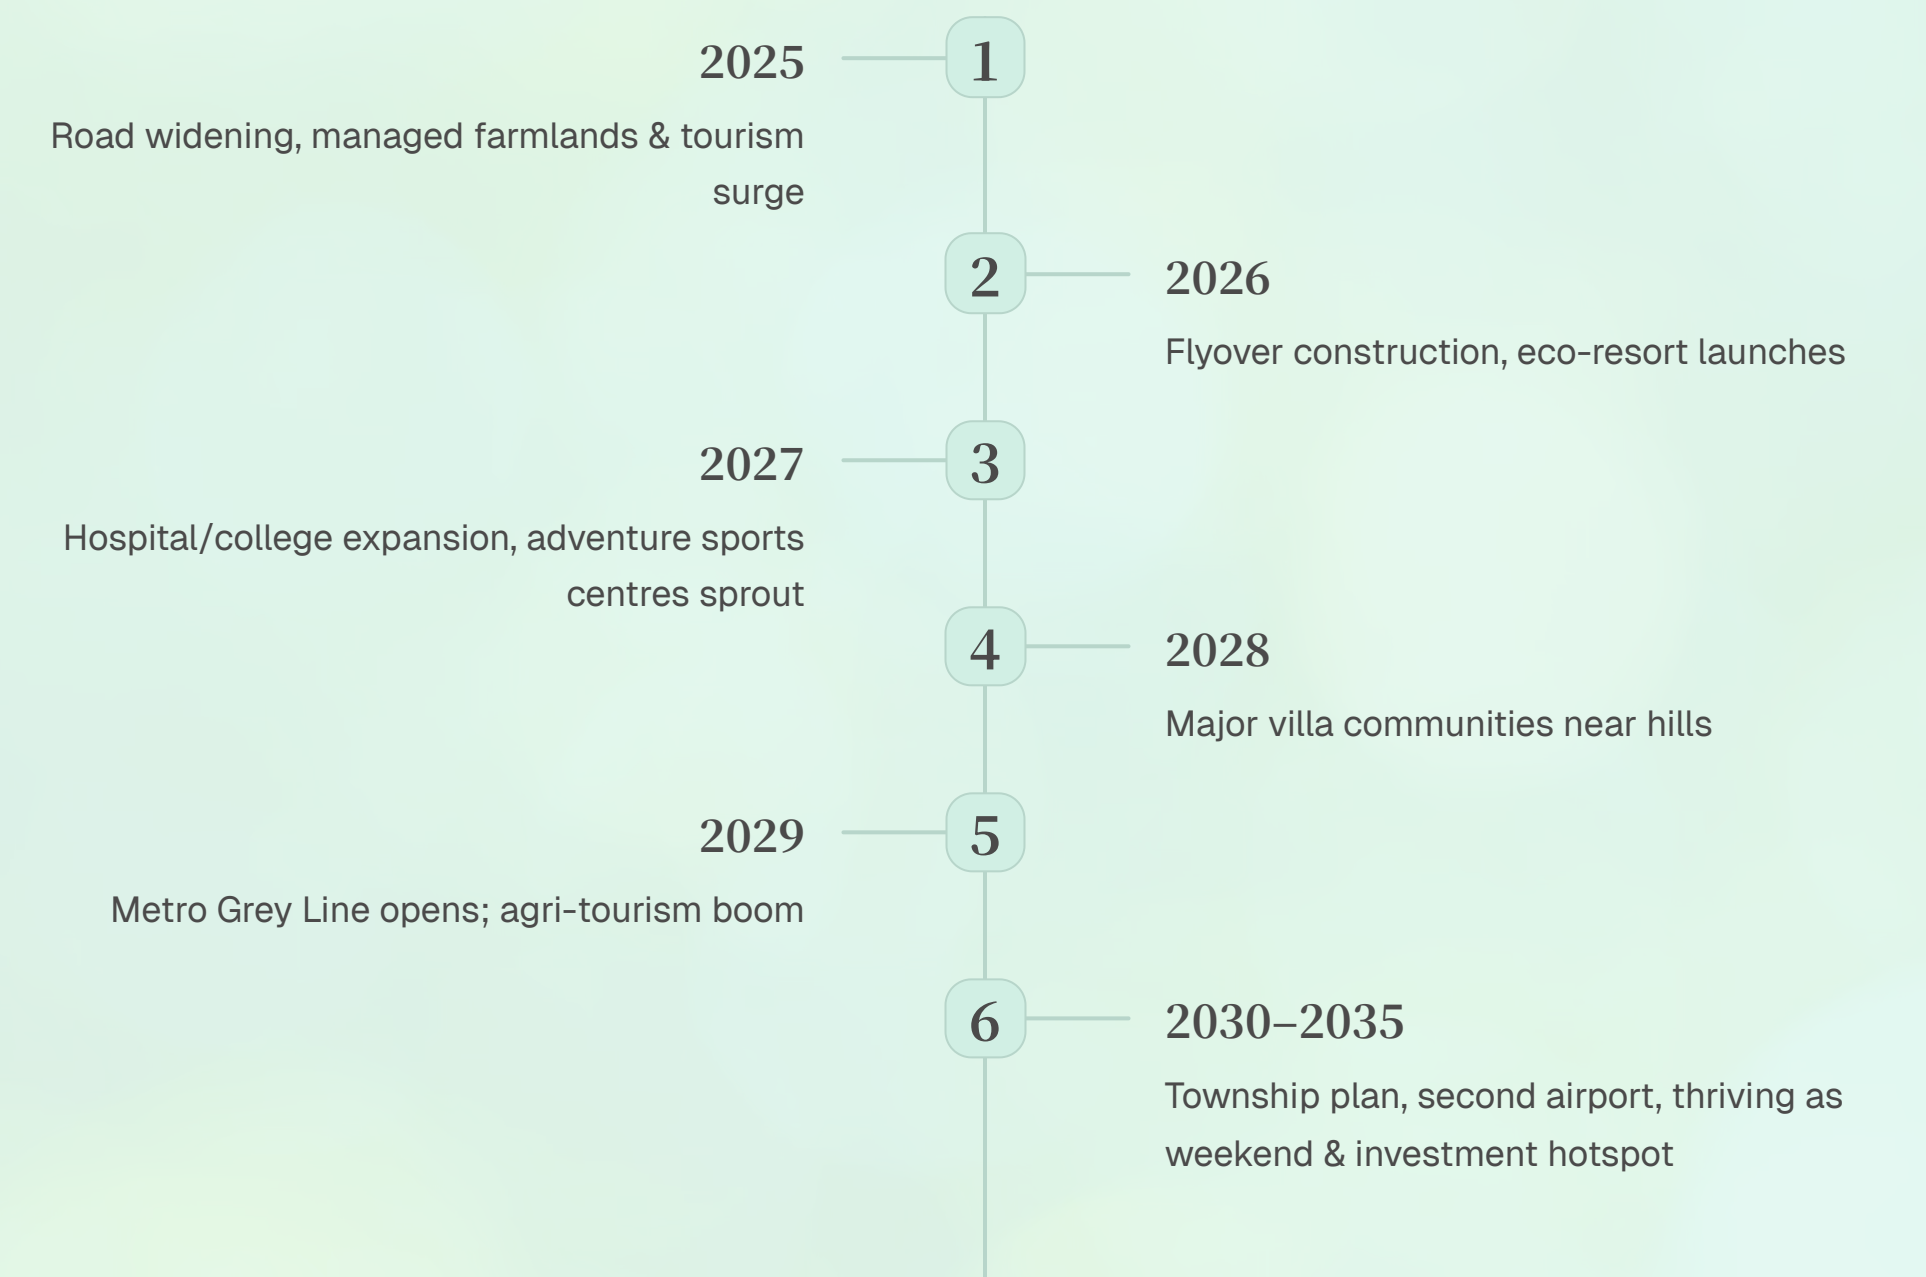 1
2025
Road widening, managed farmlands & tourism
surge
2
2026
Flyover construction, eco-resort launches
3
2027
Hospital/college expansion, adventure sports
centres sprout
4
2028
Major villa communities near hills
5
2029
Metro Grey Line opens; agri-tourism boom
6
2030–2035
Township plan, second airport, thriving as
weekend & investment hotspot